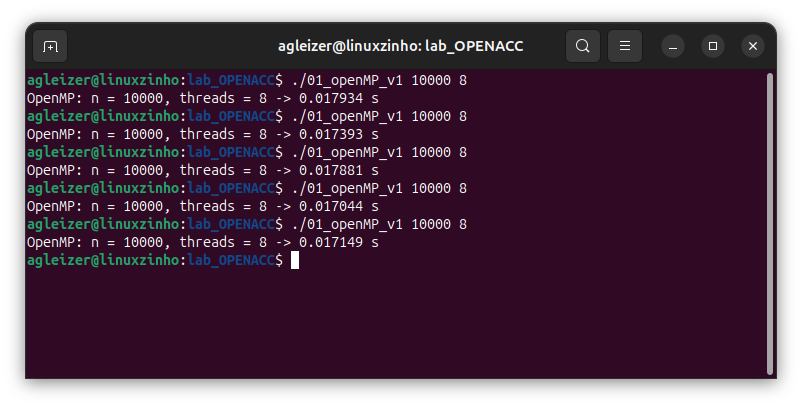 agleizer@linuxzinho: lab_OPENACC
agleizer@linuxzinho:lab_OPENACC$ ./01_openMP_v1 10000 8
OpenMP: n = 10000, threads = 8 -> 0.017934 s
agleizer@linuxzinho:lab_OPENACC$ ./01_openMP_v1 10000 8
OpenMP: n = 10000, threads = 8 -> 0.017393 s
agleizer@linuxzinho:lab_OPENACC$ ./01_openMP_v1 10000 8
OpenMP: n = 10000, threads = 8 -> 0.017881 s
agleizer@linuxzinho:lab_OPENACC$ ./01_openMP_v1 10000 8
OpenMP: n = 10000, threads = 8 -> 0.017044 s
agleizer@linuxzinho:lab_OPENACC$ ./01_openMP_v1 10000 8
OpenMP: n = 10000, threads = 8 -> 0.017149 s
agleizer@linuxzinho:lab_OPENACC$